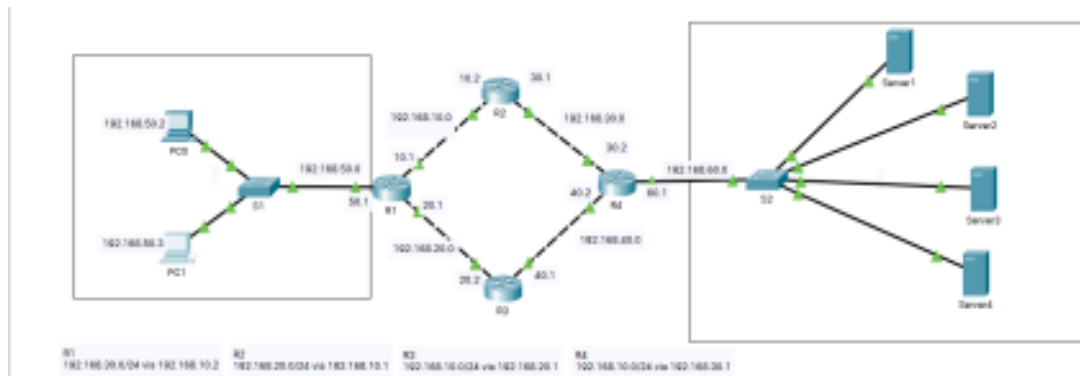 Server1
10.2
30.1
Server2
R2
192.168.10.0
192.168.30.0
192.168.50.2
PC0
30.2
10.1
192.168.50.0
192.168.60.0
S1
50.1
R1
20.1
40.2
R4
60.1
S2
Server3
192.168.50.3
PC1
192.168.20.0
192.168.40.0
20.2
40.1
R3
Server4
R1
192.168.30.0/24 via 192.168.10.2
R2
192.168.20.0/24 via 192.168.10.1
R3
192.168.10.0/24 via 192.168.20.1
R4
192.168.10.0/24 via 192.168.30.1